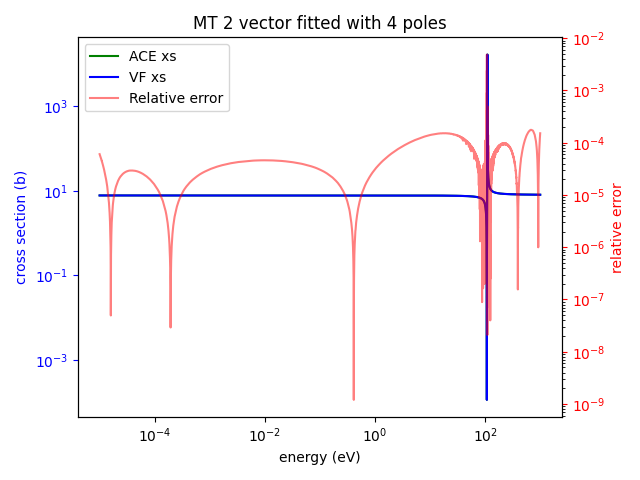 MT 2 vector fitted with 4 poles
ACE xs
VF xs
Relative error
cross section (b)
10^3
10^1
10^-1
10^-3
10^-2
10^-3
10^-4
10^-5
10^-6
10^-7
10^-8
10^-9
relative error
10^-4
10^-2
10^0
10^2
energy (eV)